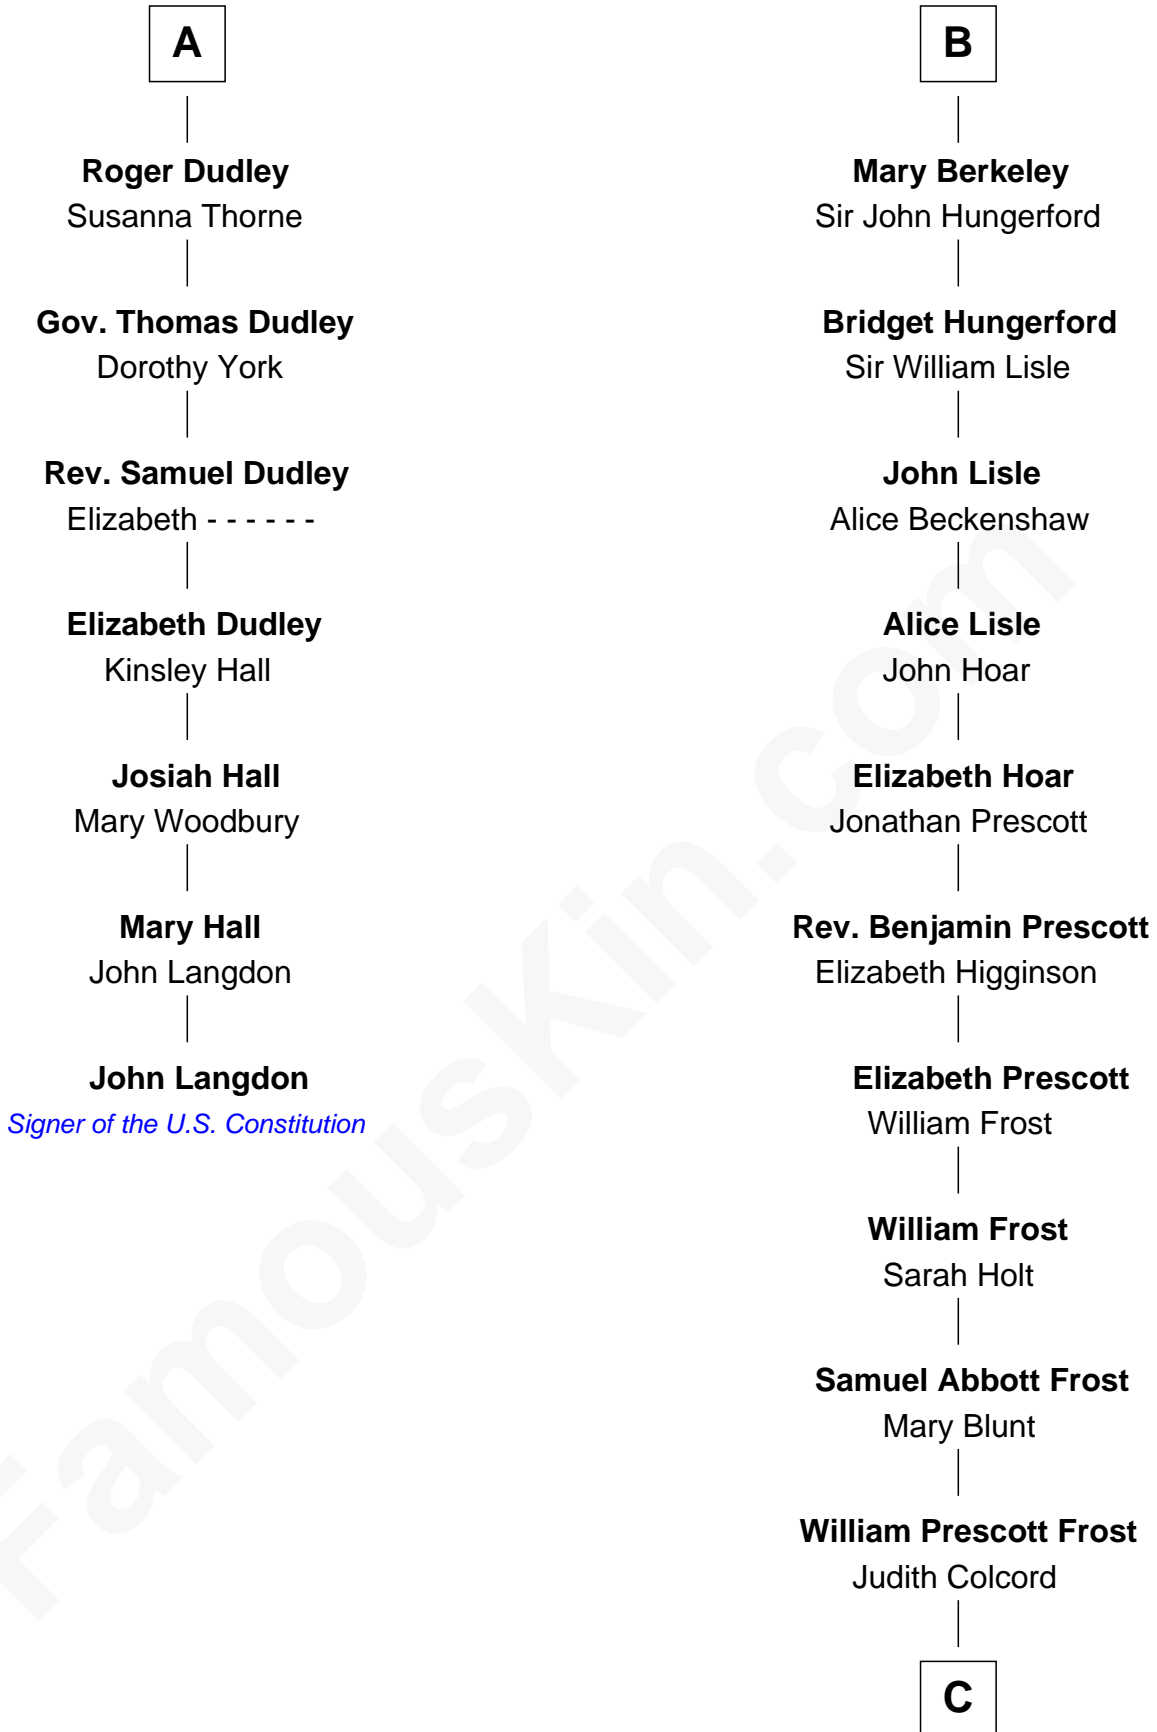 A
Roger Dudley
Susanna Thorne
Gov. Thomas Dudley
Dorothy York
Rev. Samuel Dudley
Elizabeth - - - - - -
Elizabeth Dudley
Kinsley Hall
Josiah Hall
Mary Woodbury
Mary Hall
John Langdon
John Langdon
Signer of the U.S. Constitution
B
Mary Berkeley
Sir John Hungerford
Bridget Hungerford
Sir William Lisle
John Lisle
Alice Beckenshaw
Alice Lisle
John Hoar
Elizabeth Hoar
Jonathan Prescott
Rev. Benjamin Prescott
Elizabeth Higginson
Elizabeth Prescott
William Frost
William Frost
Sarah Holt
Samuel Abbott Frost
Mary Blunt
William Prescott Frost
Judith Colcord
C
FamousKin.com